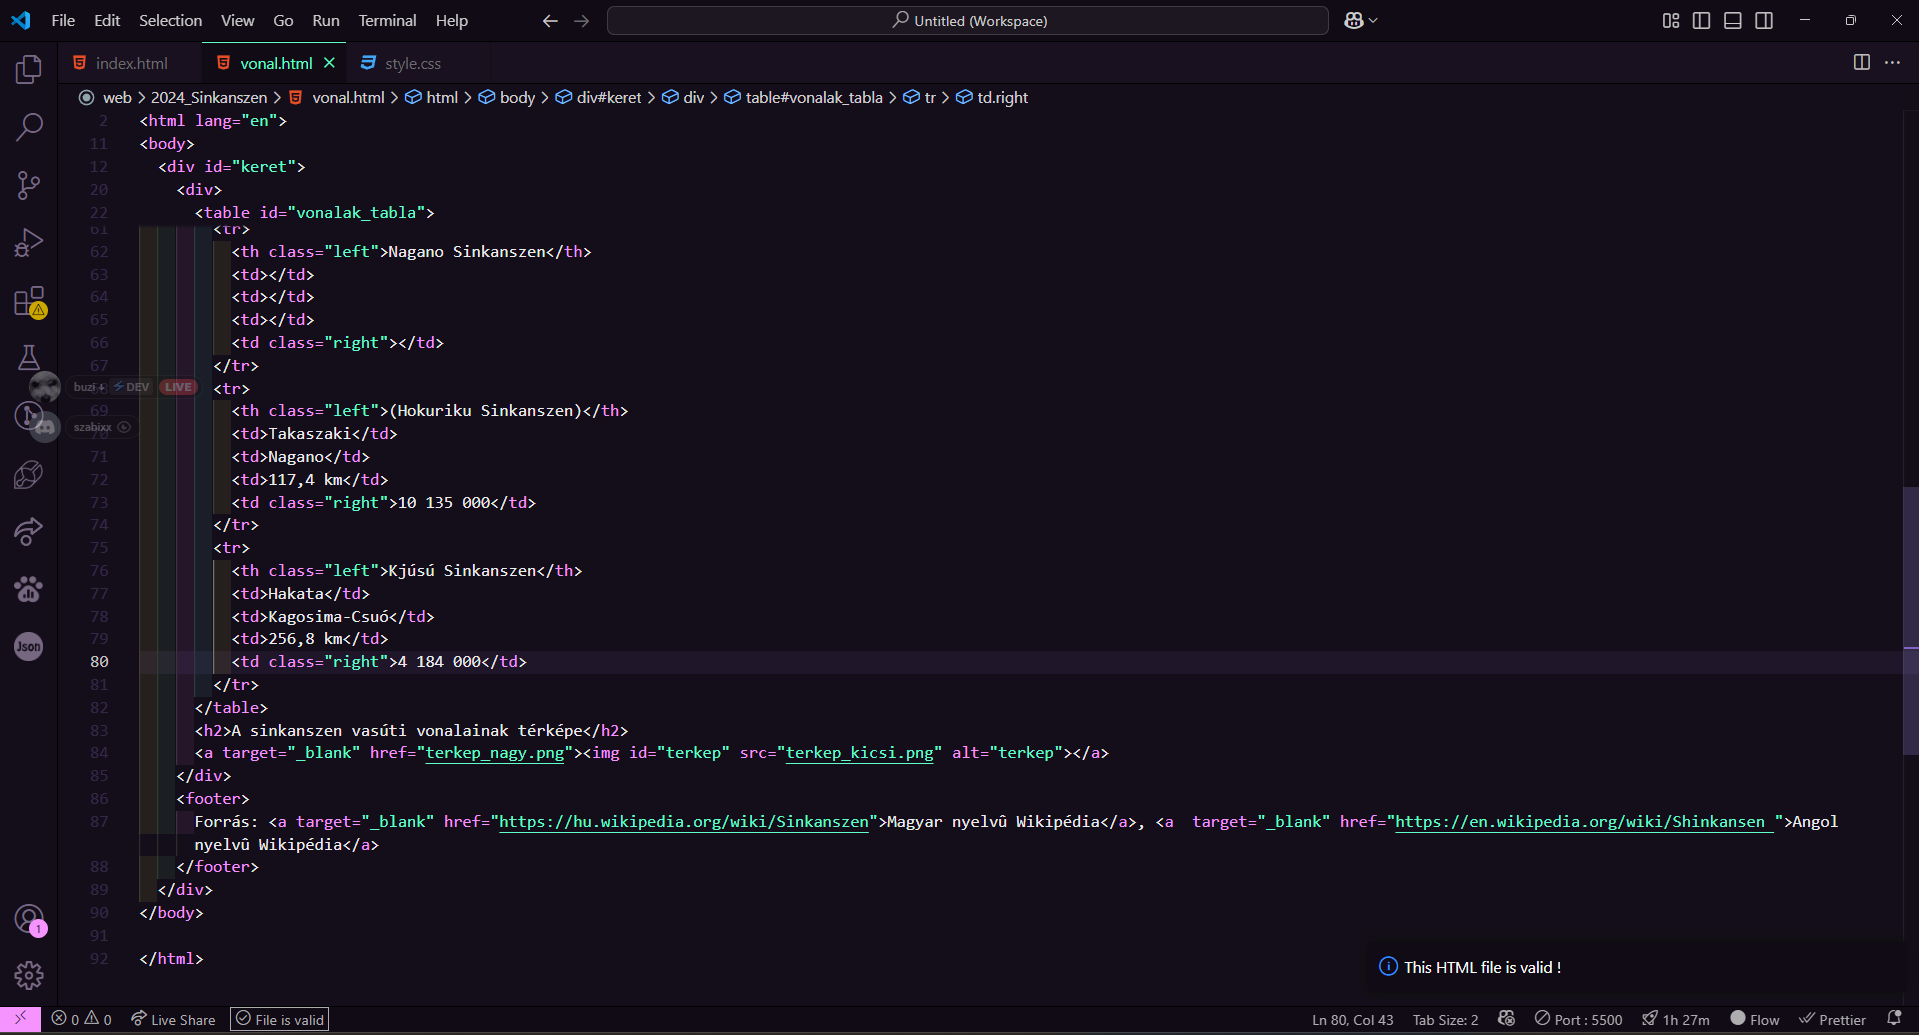 File Edit Selection View Go Run Terminal Help
Untitled (Workspace)
index.html vonal.html style.css
web > 2024_Sinkanszen > vonal.html > html > body > div#keret > div > table#vonalak_tabla > tr > td.right
2 <html lang="en">
11 <body>
12 <div id="keret">
20 <div>
22 <table id="vonalak_tabla">
61 <tr>
62 <th class="left">Nagano Sinkanszen</th>
63 <td></td>
64 <td></td>
65 <td></td>
66 <td class="right"></td>
67 </tr>
buzi + ⚡DEV LIVE
<tr>
69 <th class="left">(Hokuriku Sinkanszen)</th>
szabixx
70 <td>Takaszaki</td>
71 <td>Nagano</td>
72 <td>117,4 km</td>
73 <td class="right">10 135 000</td>
74 </tr>
75 <tr>
76 <th class="left">Kjúsú Sinkanszen</th>
77 <td>Hakata</td>
78 <td>Kagosima-Csuó</td>
79 <td>256,8 km</td>
80 <td class="right">4 184 000</td>
81 </tr>
82 </table>
83 <h2>A sinkanszen vasúti vonalainak térképe</h2>
84 <a target="_blank" href="terkep_nagy.png"><img id="terkep" src="terkep_kicsi.png" alt="terkep"></a>
85 </div>
86 <footer>
87 Forrás: <a target="_blank" href="https://hu.wikipedia.org/wiki/Sinkanszen">Magyar nyelvû Wikipédia</a>, <a  target="_blank" href="https://en.wikipedia.org/wiki/Shinkansen ">Angol
nyelvû Wikipédia</a>
88 </footer>
89 </div>
90 </body>
91
92 </html>
Json
1
This HTML file is valid !
0 0 Live Share File is valid Ln 80, Col 43 Tab Size: 2 Port : 5500 1h 27m Flow Prettier